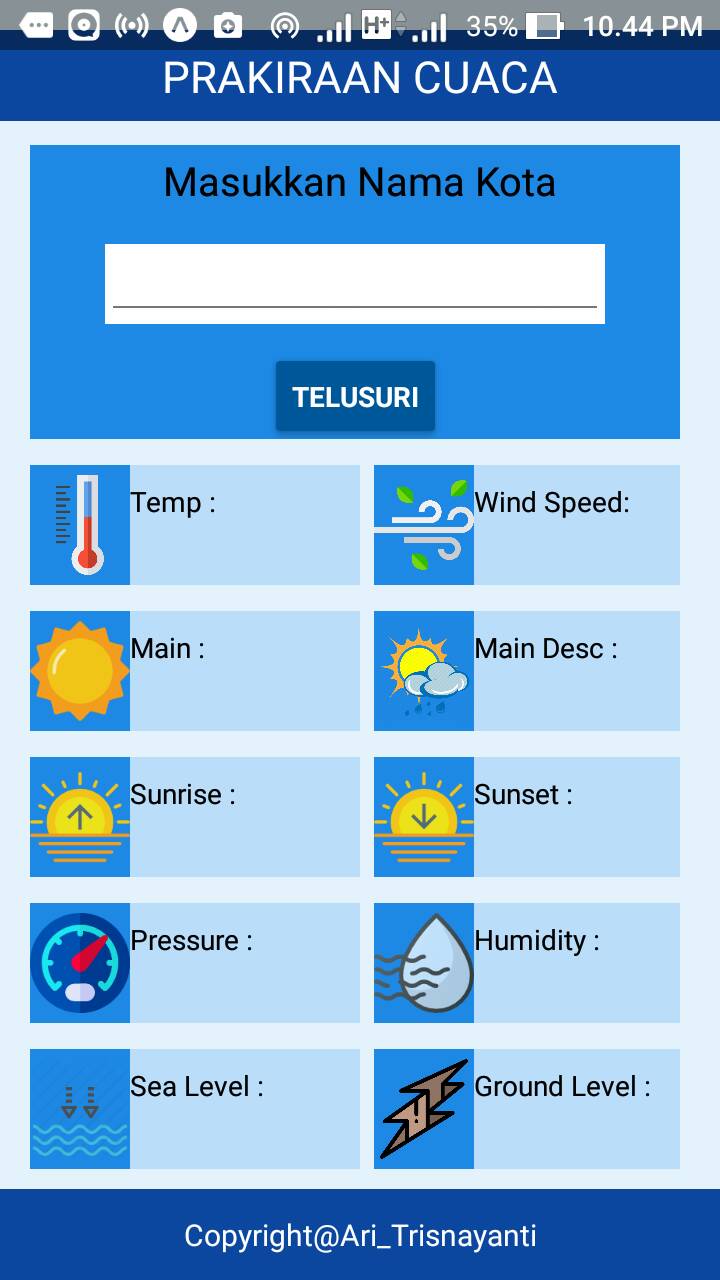 H+ 35% 10.44 PM
PRAKIRAAN CUACA
Masukkan Nama Kota
TELUSURI
Temp :
Wind Speed:
Main :
Main Desc :
Sunrise :
Sunset :
Pressure :
Humidity :
Sea Level :
Ground Level :
Copyright@Ari_Trisnayanti